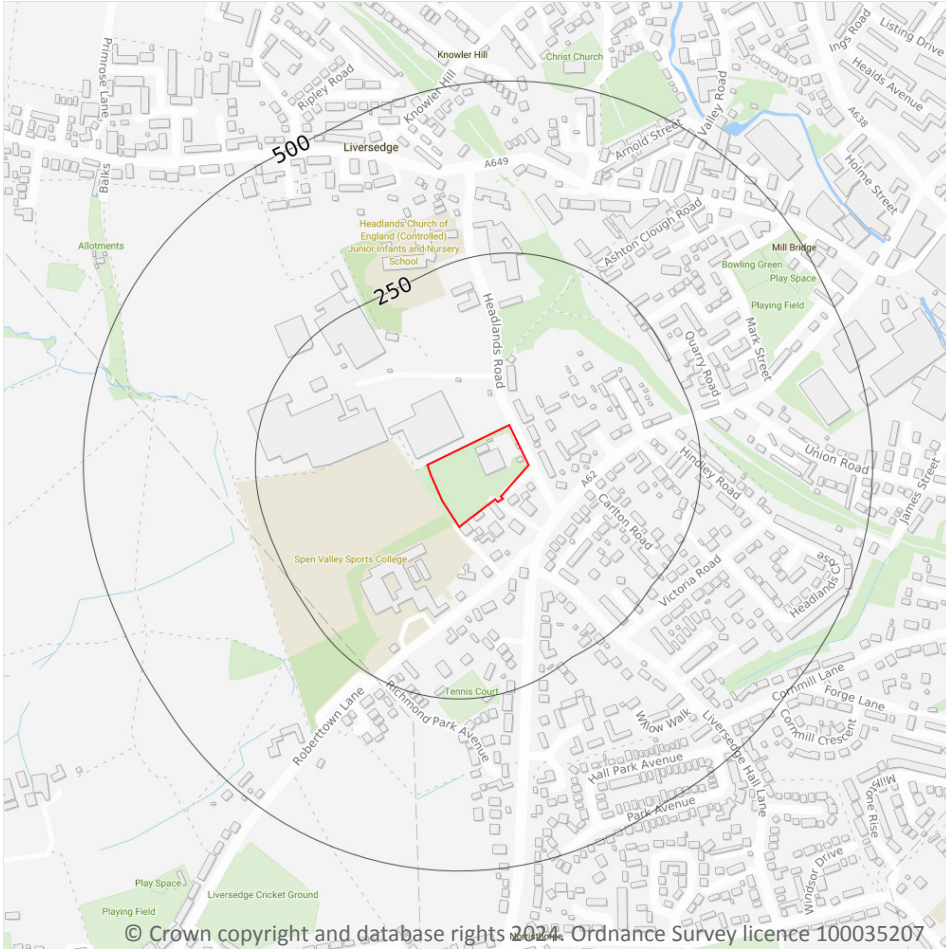 Primrose Lane
Ripley Road
Knowler Hill
Knowler Hill
Christ Church
Ings Road
Listing Drive
Healds Avenue
A638
Valley Road
Arnold Street
Holme Street
500
Liversedge
A649
Balks
Headlands Church of
England (Controlled)
Junior Infants and Nursery
School
Ashton Clough Road
Allotments
Mill Bridge
Bowling Green
Play Space
Playing Field
250
Headlands Road
Quarry Road
Mark Street
A62
Hindley Road
Union Road
James Street
Carlton Road
Spen Valley Sports College
Victoria Road
Headlands Close
Cornmill Lane
Forge Lane
Tennis Court
Richmond Park Avenue
Roberttown Lane
Willow Walk
Liversedge Hall Lane
Cornmill Crescent
Hall Park Avenue
Park Avenue
Windsor Drive
Play Space
Playing Field
Liversedge Cricket Ground
© Crown copyright and database rights 2024. Ordnance Survey licence 100035207